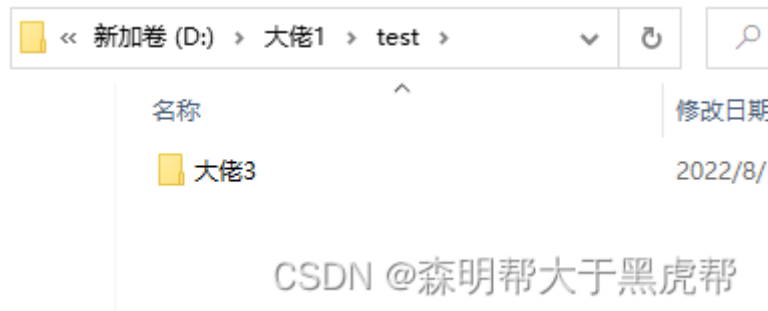 « 新加卷 (D:) › 大佬1 › test ›
名称 修改日期
大佬3 2022/8/
CSDN @森明帮大于黑虎帮